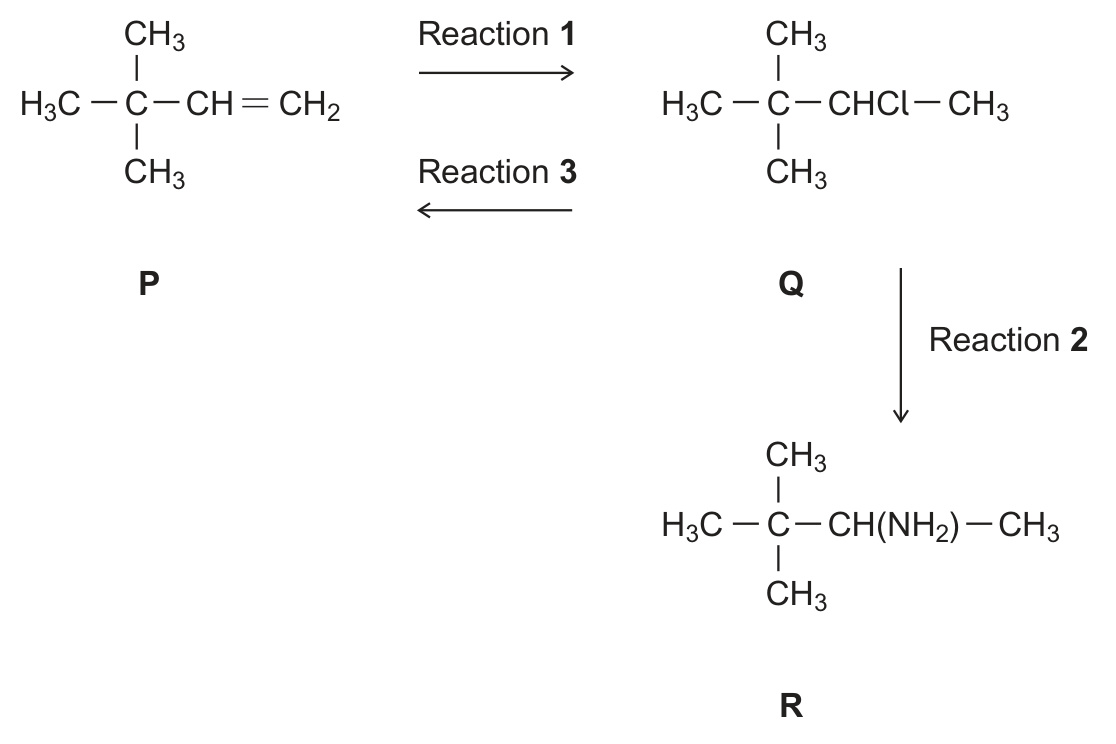 CH₃ Reaction 1 CH₃
H₃C — C — CH = CH₂ H₃C — C — CHCl — CH₃
CH₃ Reaction 3 CH₃
P Q
Reaction 2
CH₃
H₃C — C — CH(NH₂) — CH₃
CH₃
R